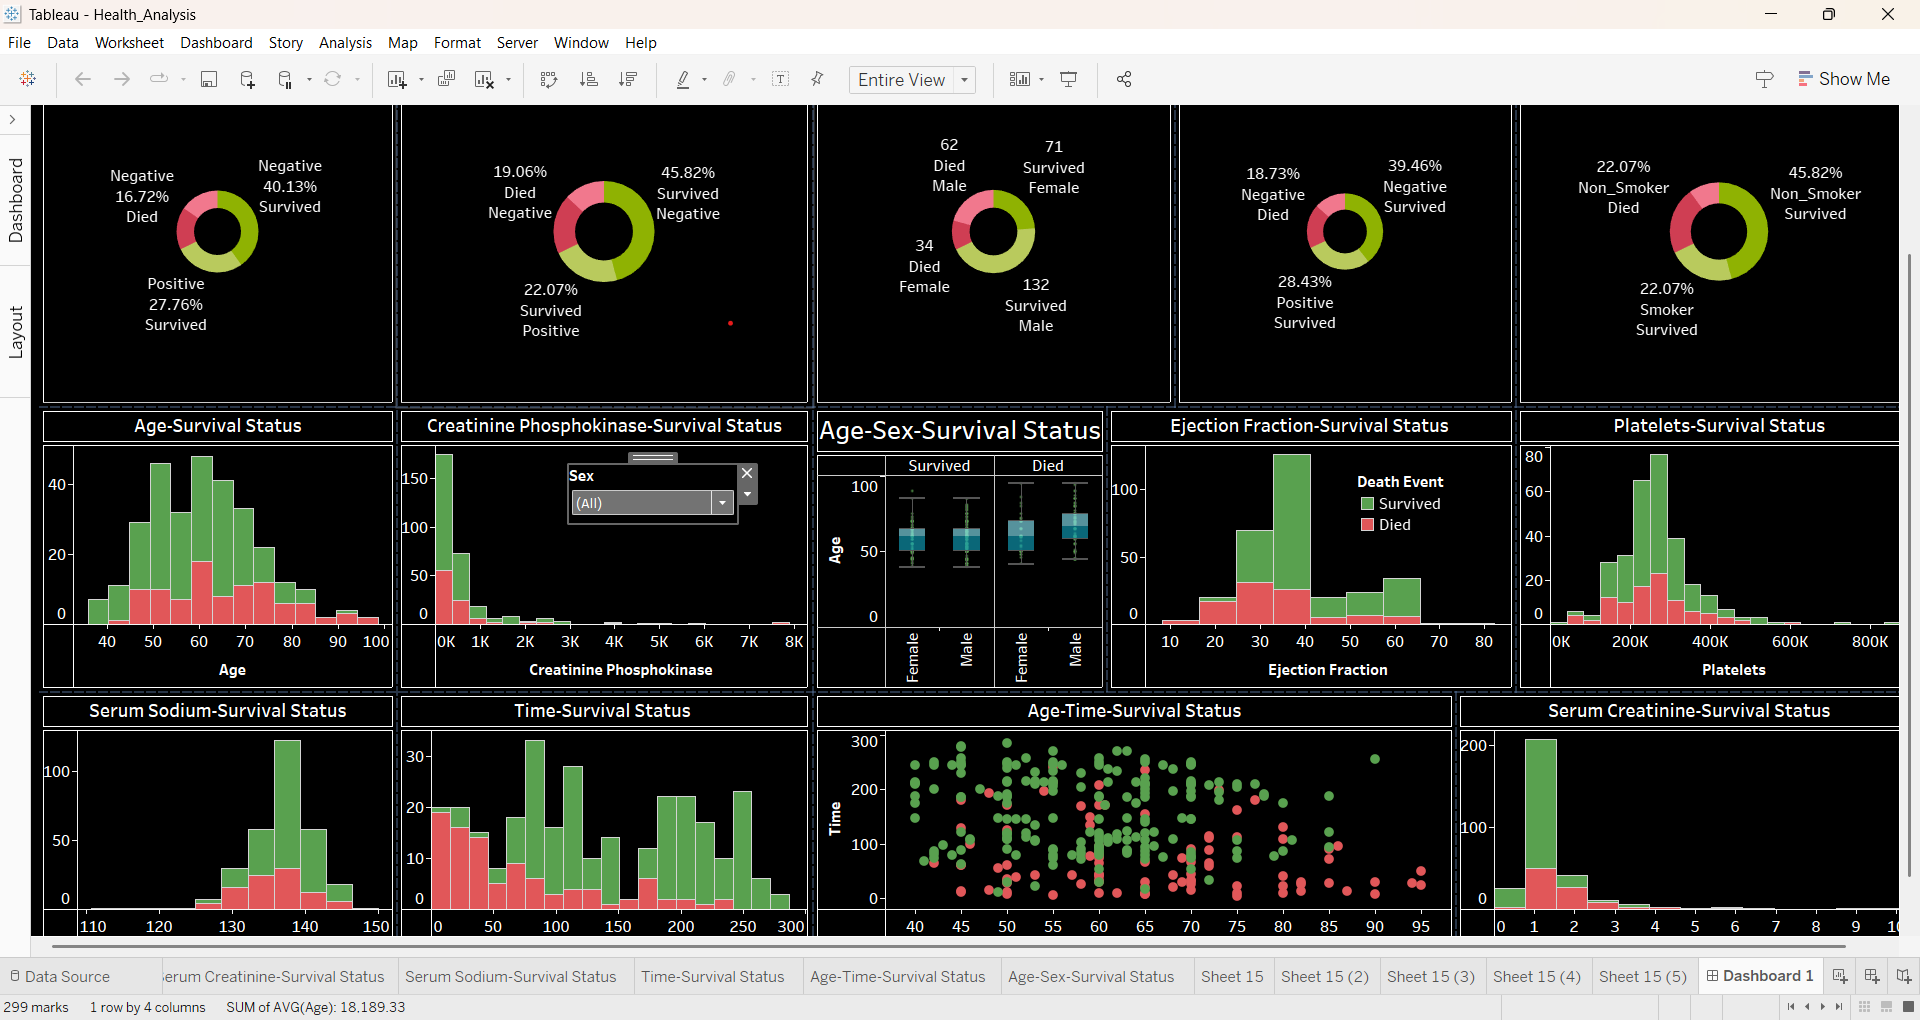 Tableau - Health_Analysis
File Data Worksheet Dashboard Story Analysis Map Format Server Window Help
Entire View
Show Me
Dashboard
Layout
Negative
16.72%
Died
Negative
40.13%
Survived
Positive
27.76%
Survived
19.06%
Died
Negative
45.82%
Survived
Negative
22.07%
Survived
Positive
62
Died
Male
71
Survived
Female
34
Died
Female
132
Survived
Male
18.73%
Negative
Died
39.46%
Negative
Survived
28.43%
Positive
Survived
22.07%
Non_Smoker
Died
45.82%
Non_Smoker
Survived
22.07%
Smoker
Survived
Age-Survival Status
40
20
0
40 50 60 70 80 90 100
Age
Creatinine Phosphokinase-Survival Status
150
100
50
0
Sex
(All)
0K 1K 2K 3K 4K 5K 6K 7K 8K
Creatinine Phosphokinase
Age-Sex-Survival Status
Survived Died
100
50
0
Age
Female Male Female Male
Ejection Fraction-Survival Status
100
50
0
Death Event
Survived
Died
10 20 30 40 50 60 70 80
Ejection Fraction
Platelets-Survival Status
80
60
40
20
0
0K 200K 400K 600K 800K
Platelets
Serum Sodium-Survival Status
100
50
0
110 120 130 140 150
Time-Survival Status
30
20
10
0
0 50 100 150 200 250 300
Age-Time-Survival Status
300
200
100
0
Time
40 45 50 55 60 65 70 75 80 85 90 95
Serum Creatinine-Survival Status
200
100
0
0 1 2 3 4 5 6 7 8 9
Data Source erum Creatinine-Survival Status Serum Sodium-Survival Status Time-Survival Status Age-Time-Survival Status Age-Sex-Survival Status Sheet 15 Sheet 15 (2) Sheet 15 (3) Sheet 15 (4) Sheet 15 (5) Dashboard 1
299 marks 1 row by 4 columns SUM of AVG(Age): 18,189.33